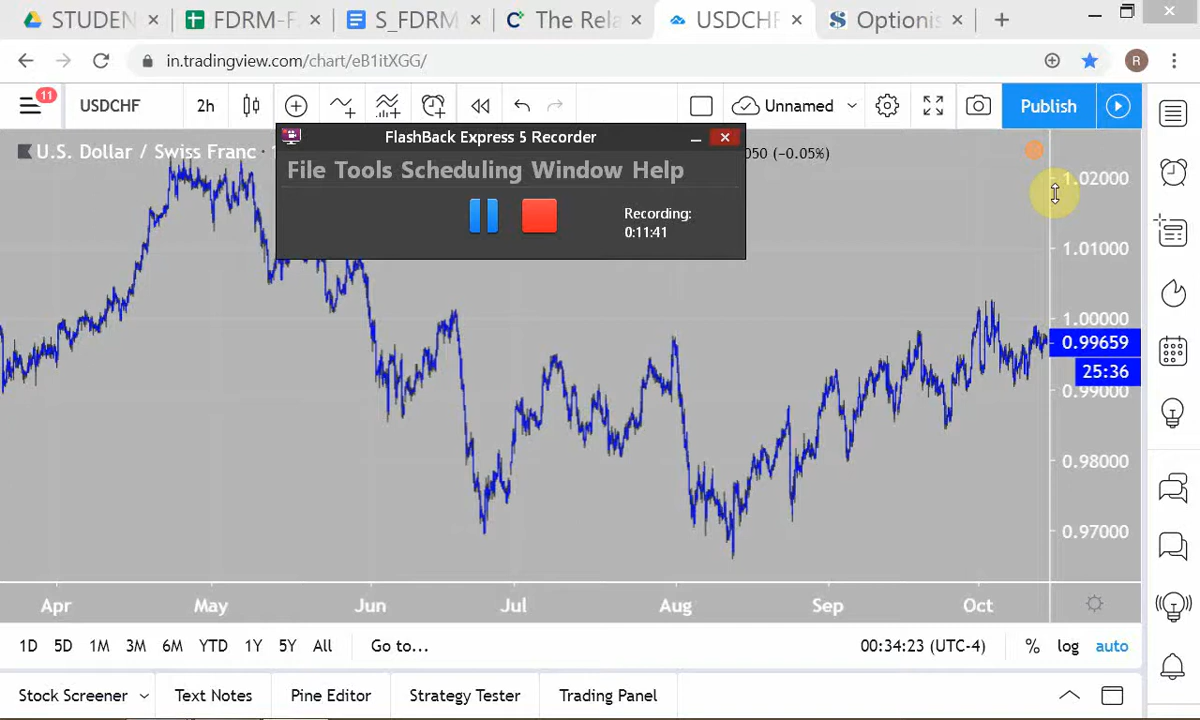 STUDEN
FDRM-F
S_FDRM
The Rela
USDCHF
Optionis
in.tradingview.com/chart/eB1itXGG/
R
11
USDCHF
2h
Unnamed
Publish
FlashBack Express 5 Recorder
File Tools Scheduling Window Help
Recording:
0:11:41
U.S. Dollar / Swiss Franc ·
050 (−0.05%)
1.02000
1.01000
1.00000
0.99659
25:36
0.99000
0.98000
0.97000
Apr May Jun Jul Aug Sep Oct
1D 5D 1M 3M 6M YTD 1Y 5Y All Go to... 00:34:23 (UTC-4) % log auto
Stock Screener Text Notes Pine Editor Strategy Tester Trading Panel